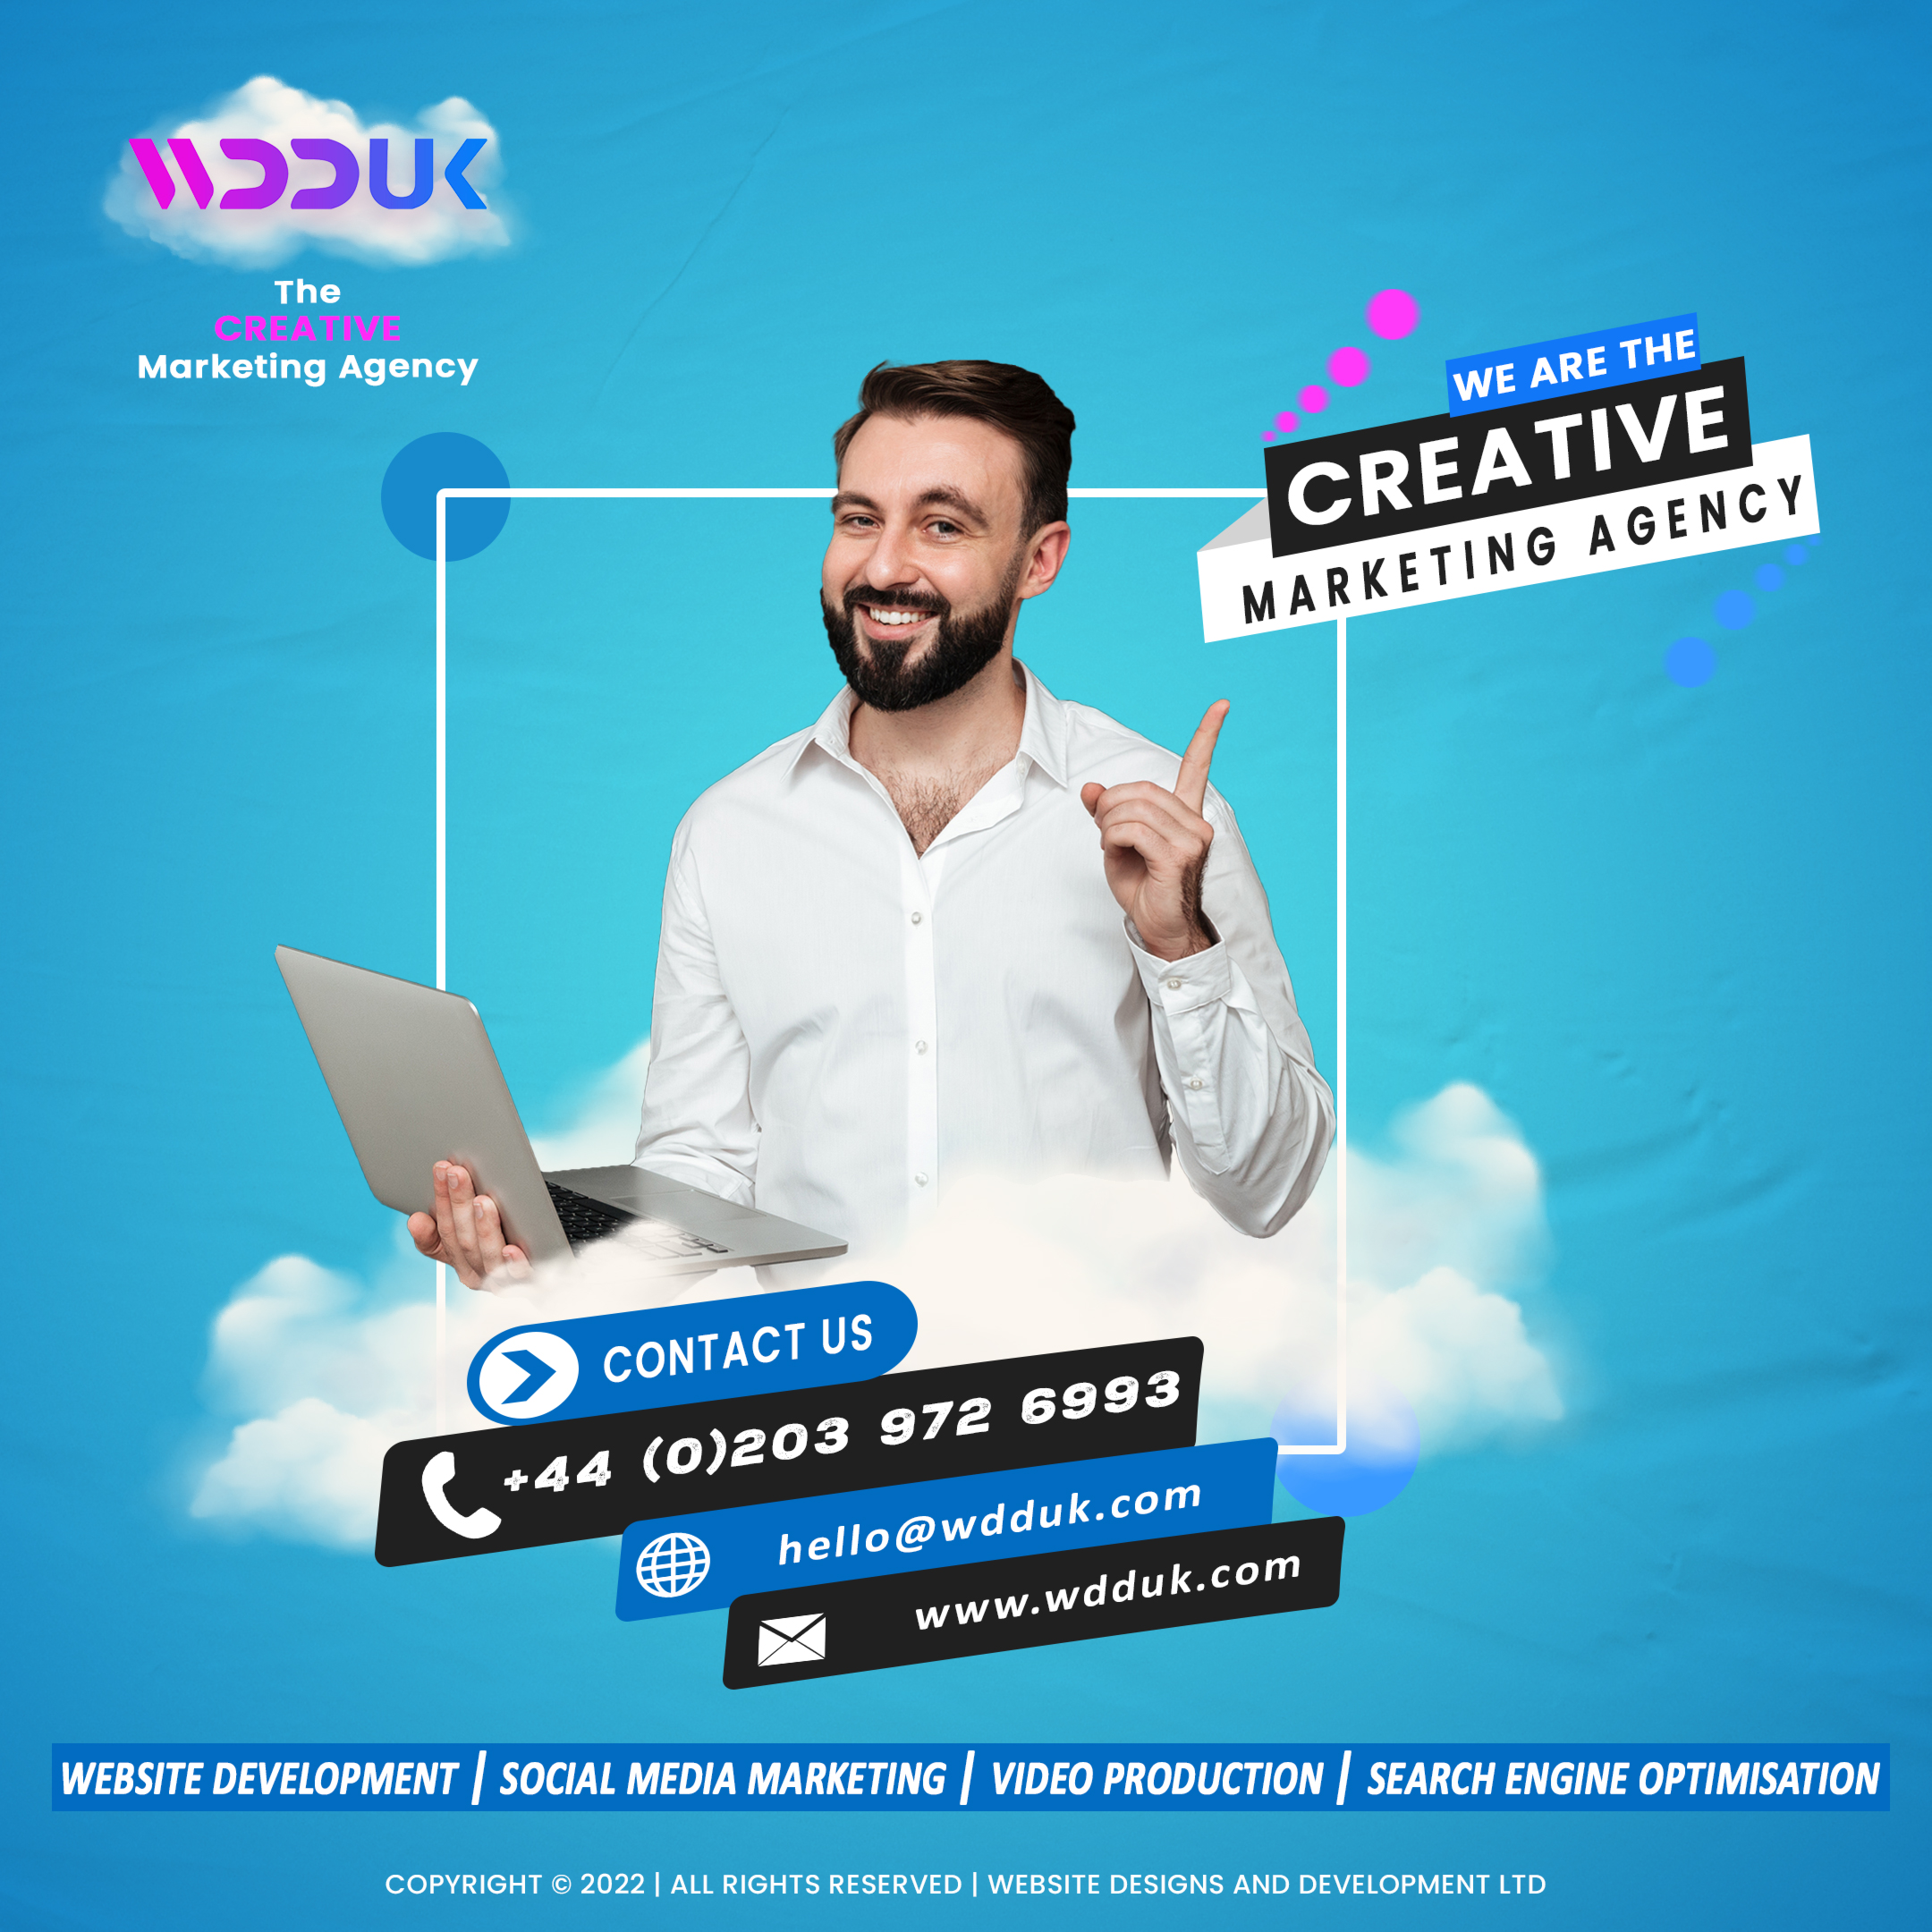 WDDUK
The
CREATIVE
Marketing Agency
WE ARE THE
CREATIVE
MARKETING AGENCY
CONTACT US
+44 (0)203 972 6993
hello@wdduk.com
www.wdduk.com
WEBSITE DEVELOPMENT / SOCIAL MEDIA MARKETING / VIDEO PRODUCTION / SEARCH ENGINE OPTIMISATION
COPYRIGHT © 2022 | ALL RIGHTS RESERVED | WEBSITE DESIGNS AND DEVELOPMENT LTD